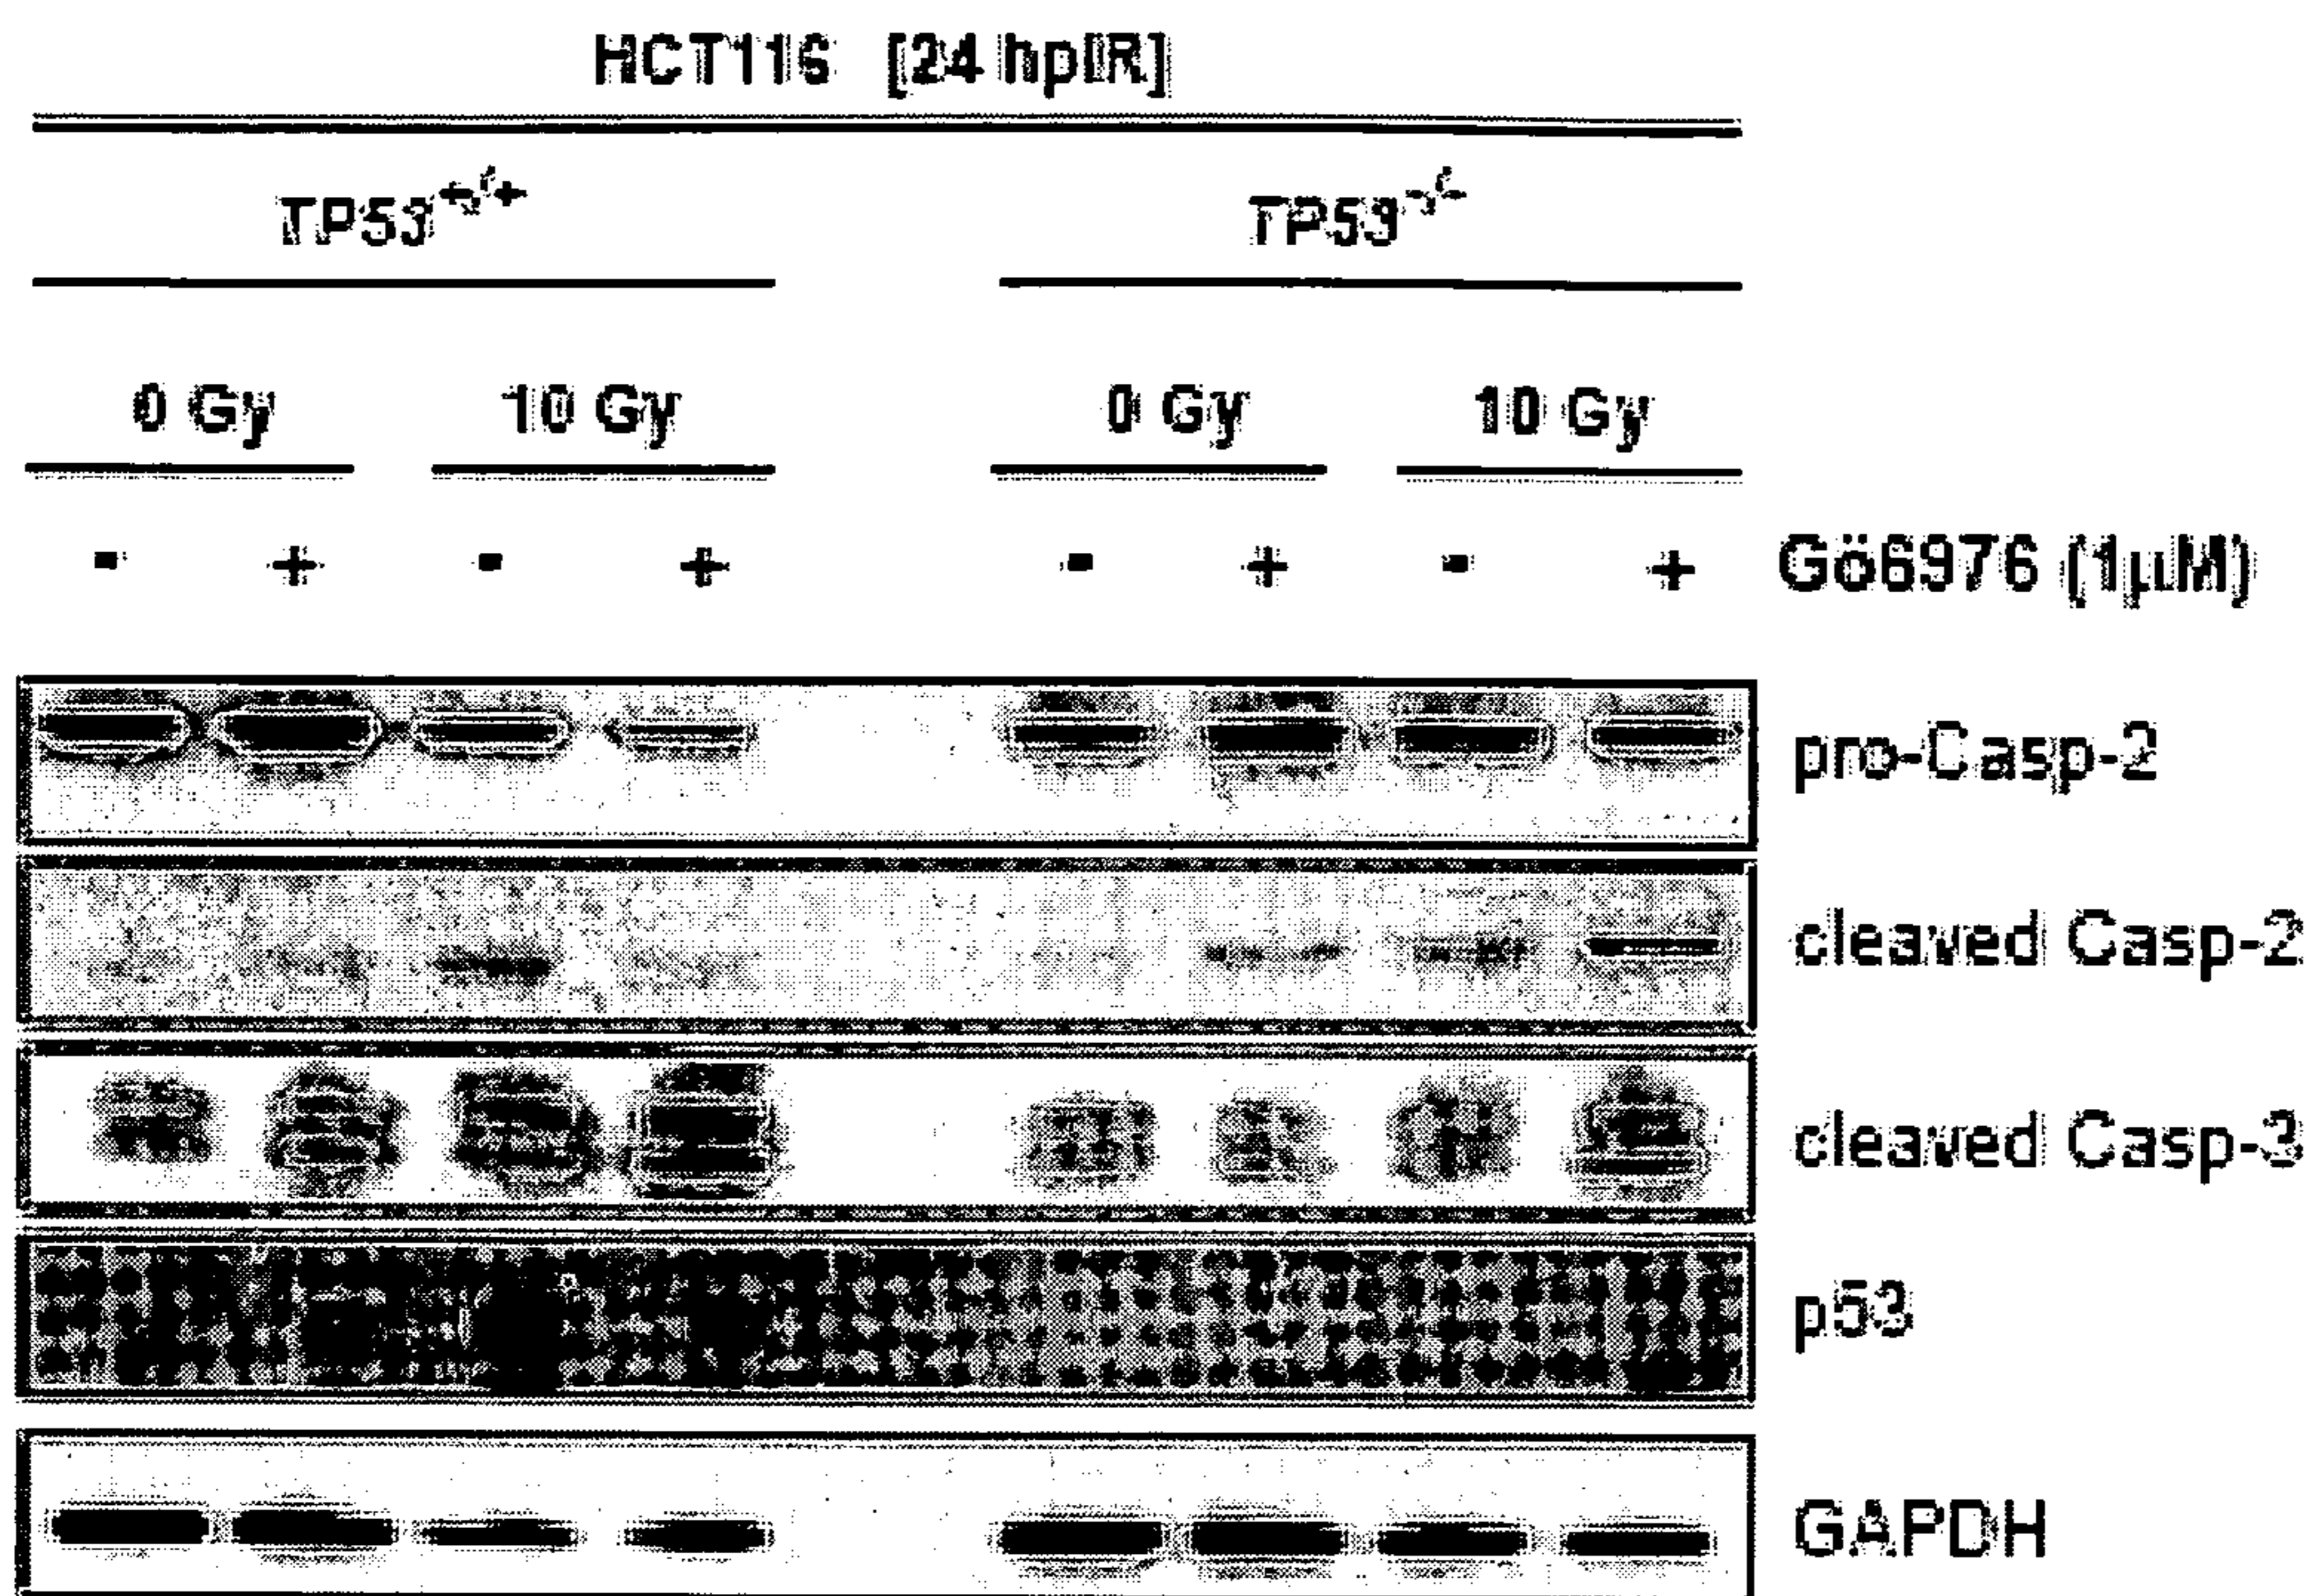 HCT116 [24 hpIR]
TP53+/+ TP53-/-
0 Gy 10 Gy 0 Gy 10 Gy
- + - + - + - + Gö6976 (1µM)
pro-Casp-2
cleaved Casp-2
cleaved Casp-3
p53
GAPDH